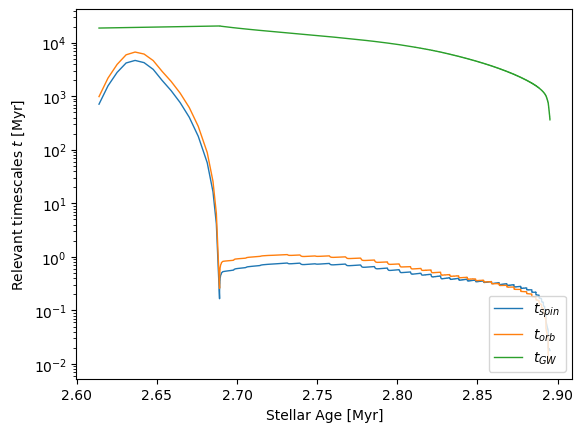 Relevant timescales t [Myr]
10^4
10^3
10^2
10^1
10^0
10^-1
10^-2
t_spin
t_orb
t_GW
2.60 2.65 2.70 2.75 2.80 2.85 2.90
Stellar Age [Myr]